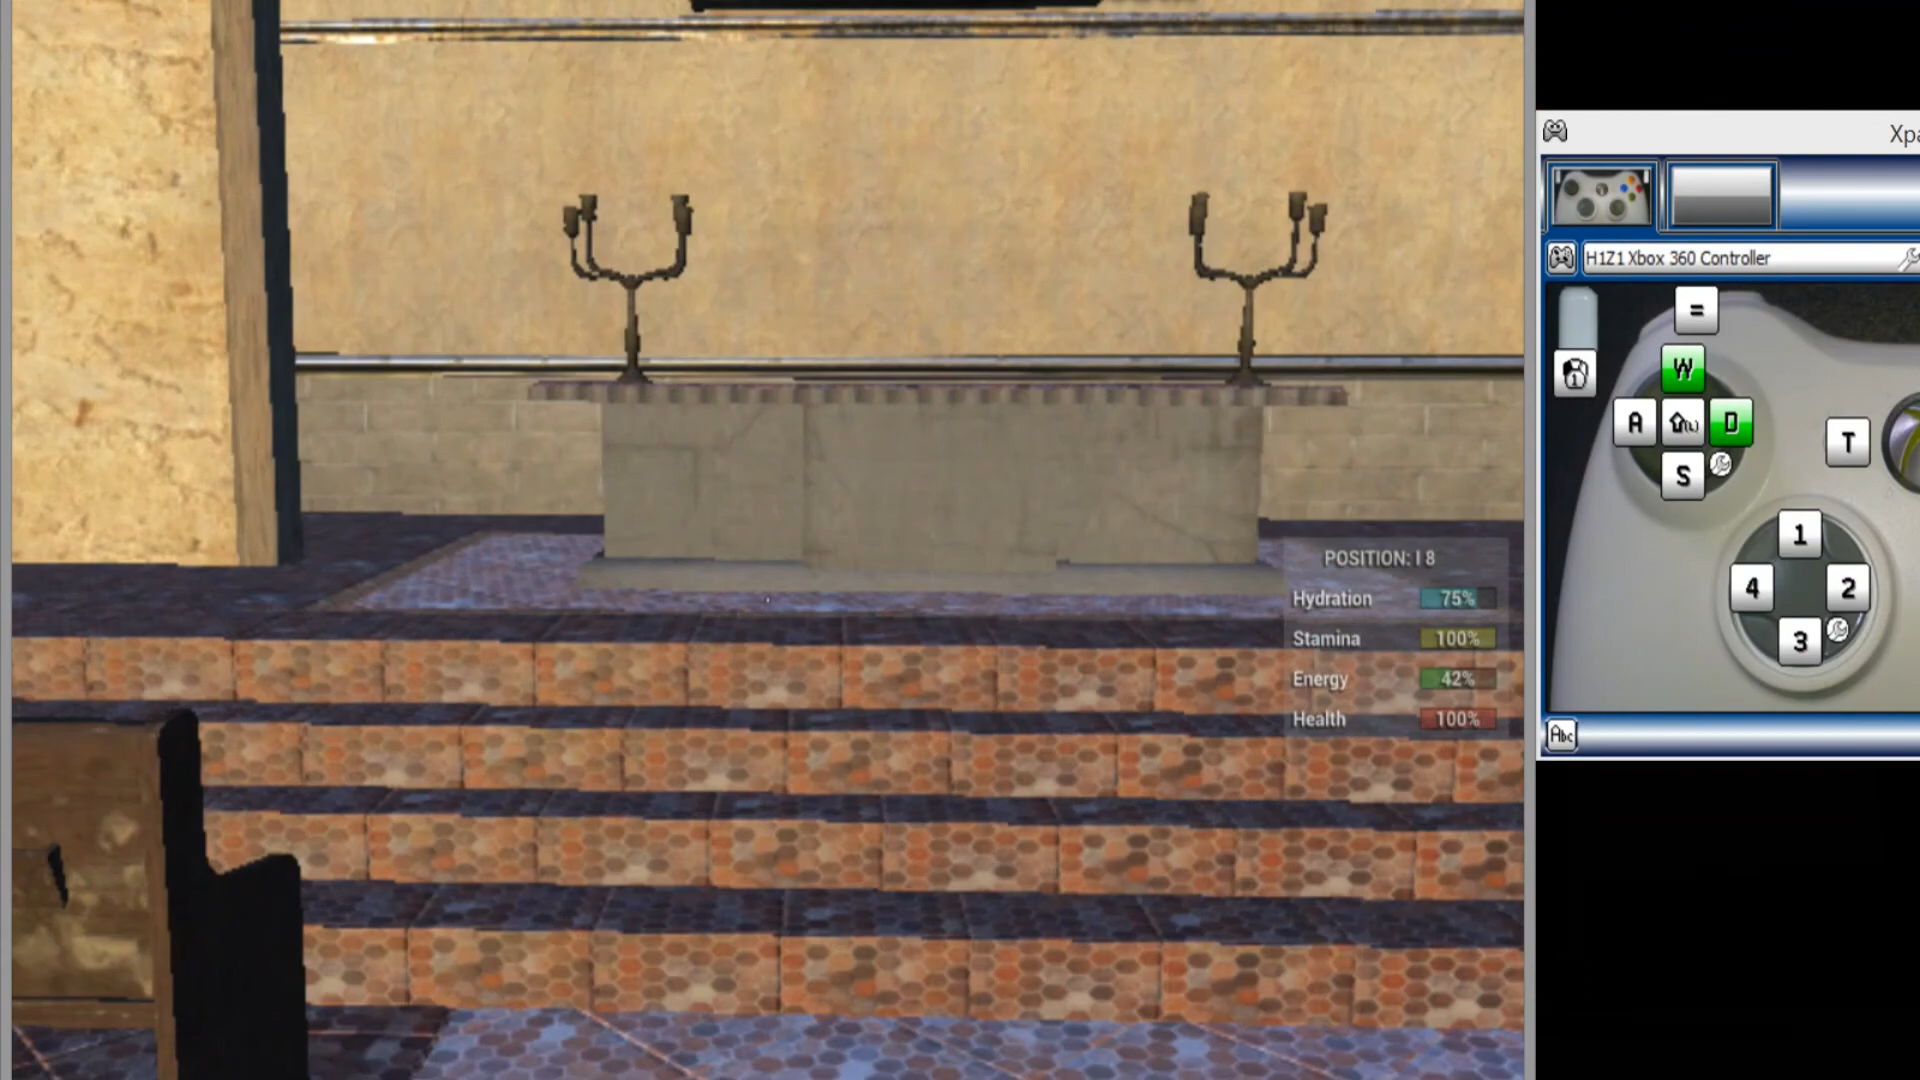 POSITION: I 8
Hydration 75%
Stamina 100%
Energy 42%
Health 100%
Xpa
H1Z1 Xbox 360 Controller
=
1
W
A
(L)
D
S
T
1
4
2
3
Abc